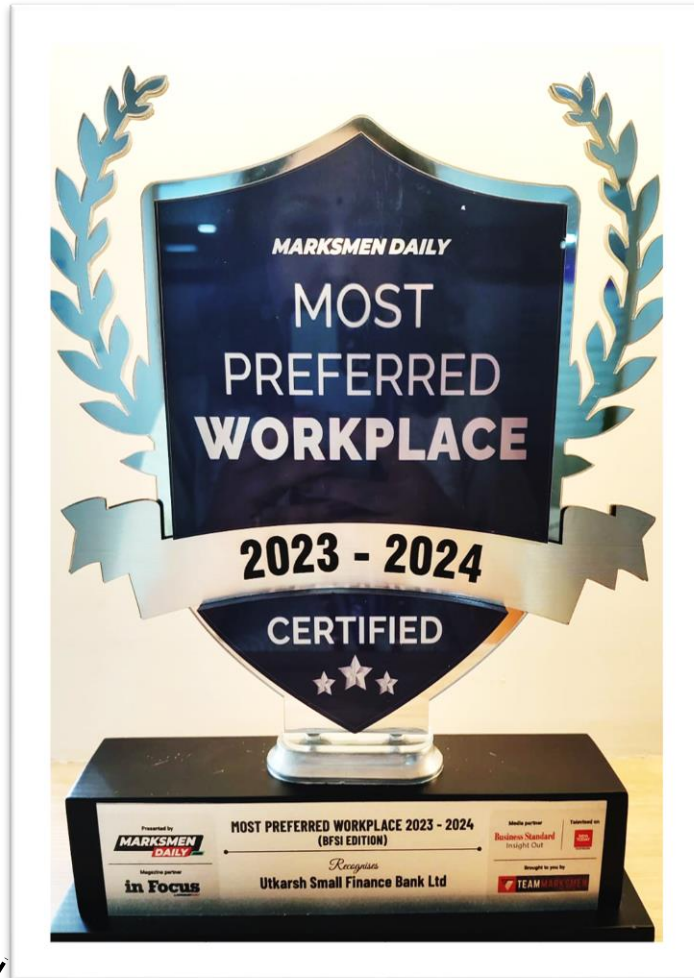 MARKSMEN DAILY
MOST
PREFERRED
WORKPLACE
2023 - 2024
CERTIFIED
Presented by
MARKSMEN
DAILY
Magazine partner
in Focus
MOST PREFERRED WORKPLACE 2023 - 2024
(BFSI EDITION)
Recognises
Utkarsh Small Finance Bank Ltd
Media partner
Business Standard
Insight Out
Televised on
Brought to you by
TEAM MARKSMEN